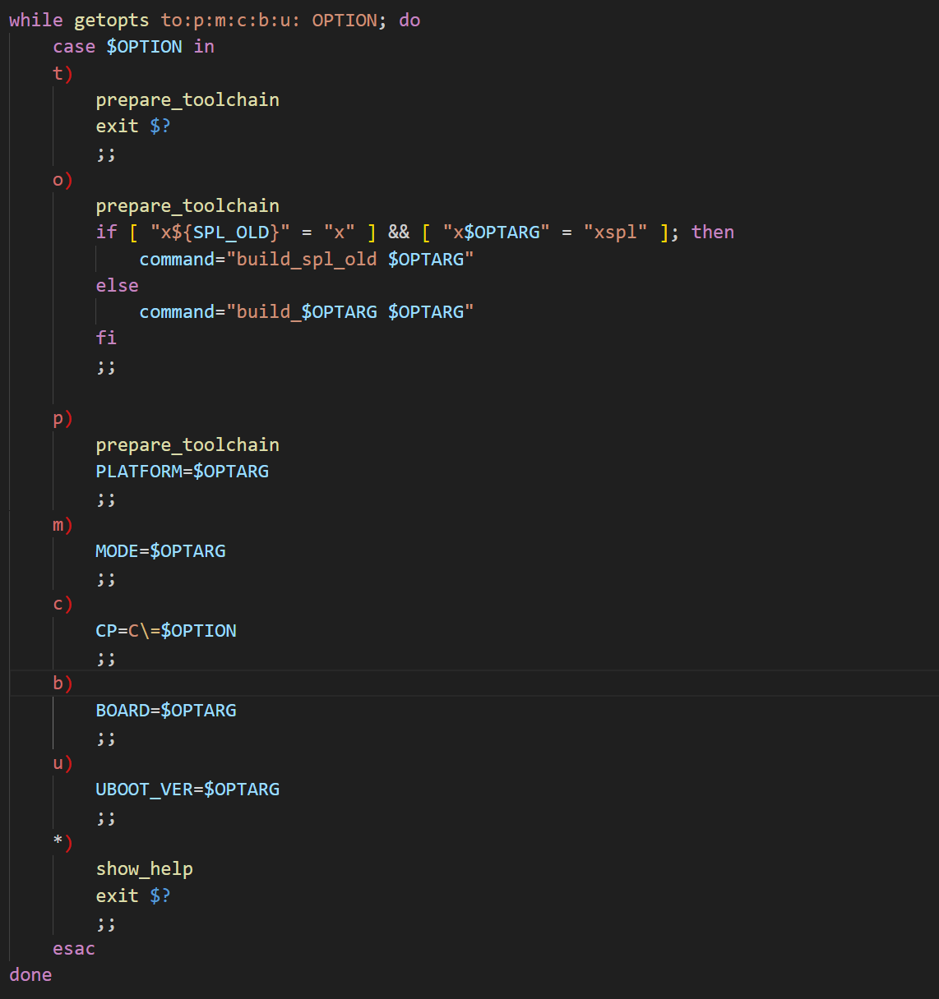 while getopts to:p:m:c:b:u: OPTION; do
    case $OPTION in
    t)
        prepare_toolchain
        exit $?
        ;;
    o)
        prepare_toolchain
        if [ "x${SPL_OLD}" = "x" ] && [ "x$OPTARG" = "xspl" ]; then
            command="build_spl_old $OPTARG"
        else
            command="build_$OPTARG $OPTARG"
        fi
        ;;

    p)
        prepare_toolchain
        PLATFORM=$OPTARG
        ;;
    m)
        MODE=$OPTARG
        ;;
    c)
        CP=C\=$OPTION
        ;;
    b)
        BOARD=$OPTARG
        ;;
    u)
        UBOOT_VER=$OPTARG
        ;;
    *)
        show_help
        exit $?
        ;;
    esac
done